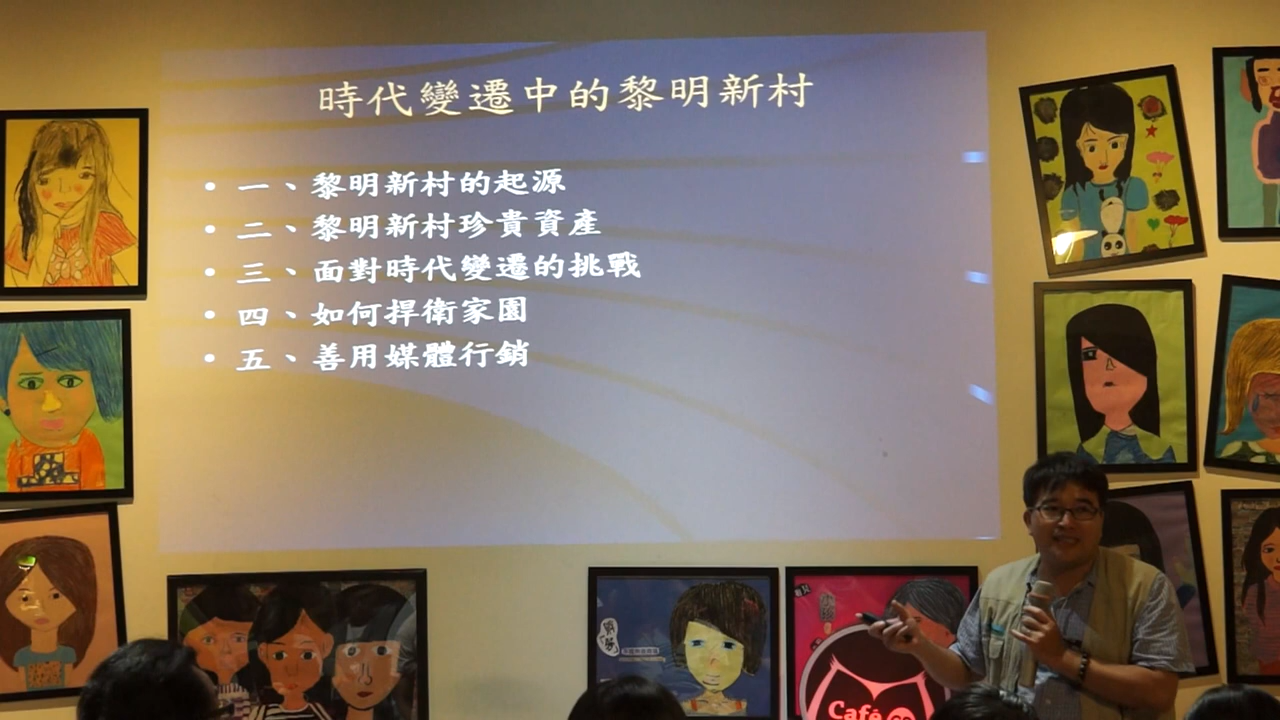 時代變遷中的黎明新村
• 一、黎明新村的起源
• 二、黎明新村珍貴資產
• 三、面對時代變遷的挑戰
• 四、如何捍衛家園
• 五、善用媒體行銷
Café